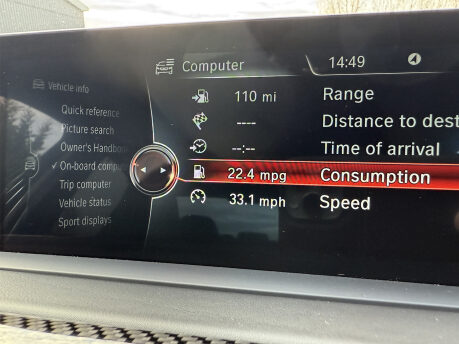 Computer
14:49
Vehicle info
Quick reference
Picture search
Owner's Handboo
On-board comp
Trip computer
Vehicle status
Sport displays
110 mi Range
---- Distance to dest
--:-- Time of arrival
22.4 mpg Consumption
33.1 mph Speed